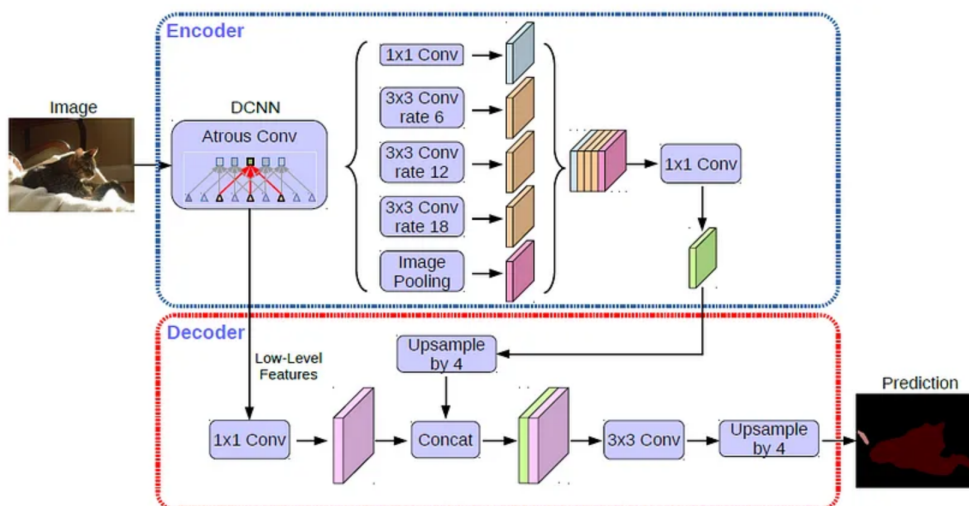 Encoder
Image
DCNN
Atrous Conv
1x1 Conv
3x3 Conv
rate 6
3x3 Conv
rate 12
3x3 Conv
rate 18
Image
Pooling
1x1 Conv
Decoder
Low-Level
Features
Upsample
by 4
1x1 Conv
Concat
3x3 Conv
Upsample
by 4
Prediction